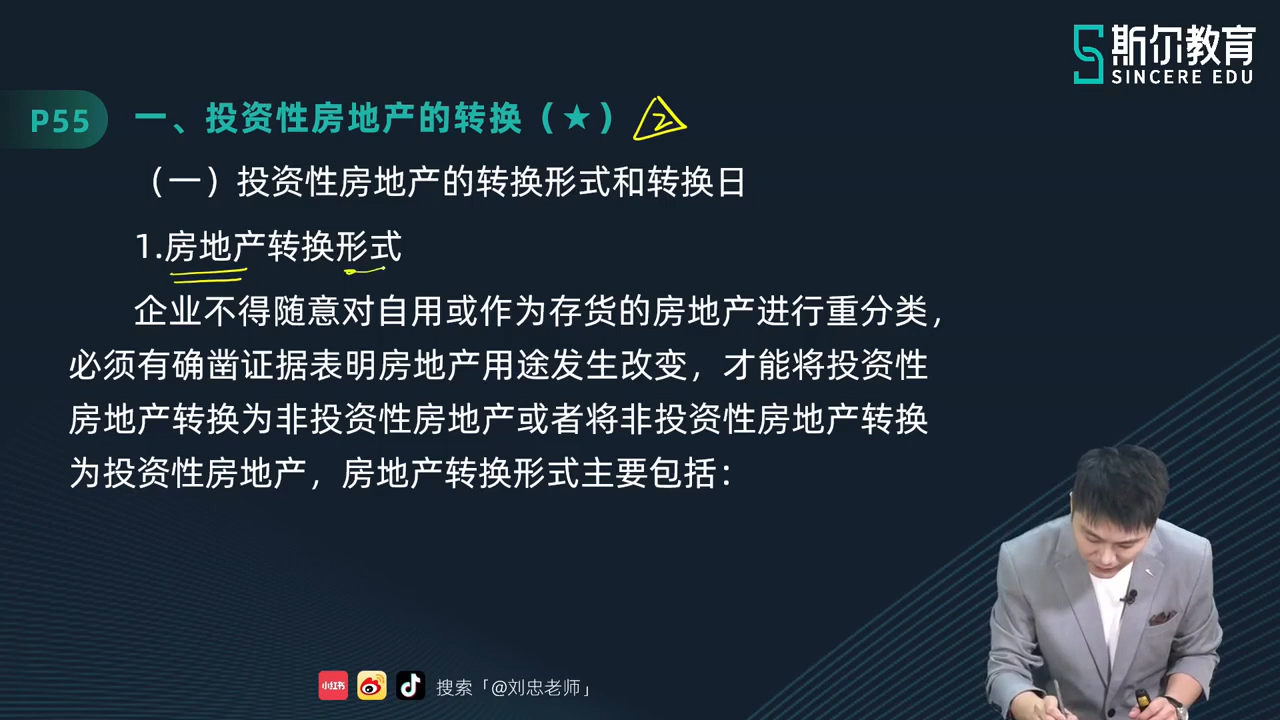 斯尔教育
SINCERE EDU
P55
一、投资性房地产的转换（★）
2
（一）投资性房地产的转换形式和转换日
1.房地产转换形式
企业不得随意对自用或作为存货的房地产进行重分类，
必须有确凿证据表明房地产用途发生改变，才能将投资性
房地产转换为非投资性房地产或者将非投资性房地产转换
为投资性房地产，房地产转换形式主要包括：
小红书
搜索「@刘忠老师」